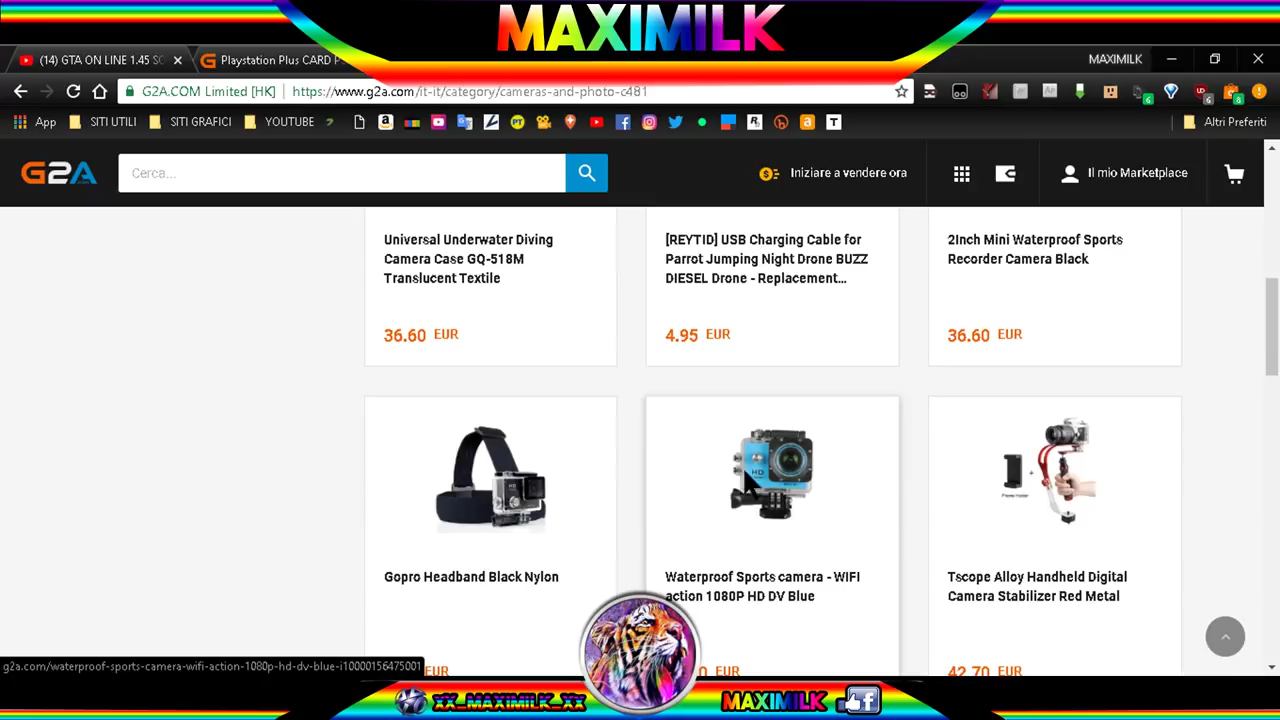 MAXIMILK
(14) GTA ON LINE 1.45 SO
Playstation Plus CARD P
MAXIMILK
G2A.COM Limited [HK]
https://www.g2a.com/it-it/category/cameras-and-photo-c481
App
SITI UTILI
SITI GRAFICI
YOUTUBE
Altri Preferiti
G2A
Cerca...
Iniziare a vendere ora
Il mio Marketplace
Universal Underwater Diving
Camera Case GQ-518M
Translucent Textile
36.60 EUR
[REYTID] USB Charging Cable for
Parrot Jumping Night Drone BUZZ
DIESEL Drone - Replacement...
4.95 EUR
2Inch Mini Waterproof Sports
Recorder Camera Black
36.60 EUR
Gopro Headband Black Nylon
EUR
Waterproof Sports camera - WIFI
action 1080P HD DV Blue
EUR
Tscope Alloy Handheld Digital
Camera Stabilizer Red Metal
42.70 EUR
g2a.com/waterproof-sports-camera-wifi-action-1080p-hd-dv-blue-i10000156475001
XX_MAXIMILK_XX
MAXIMILK